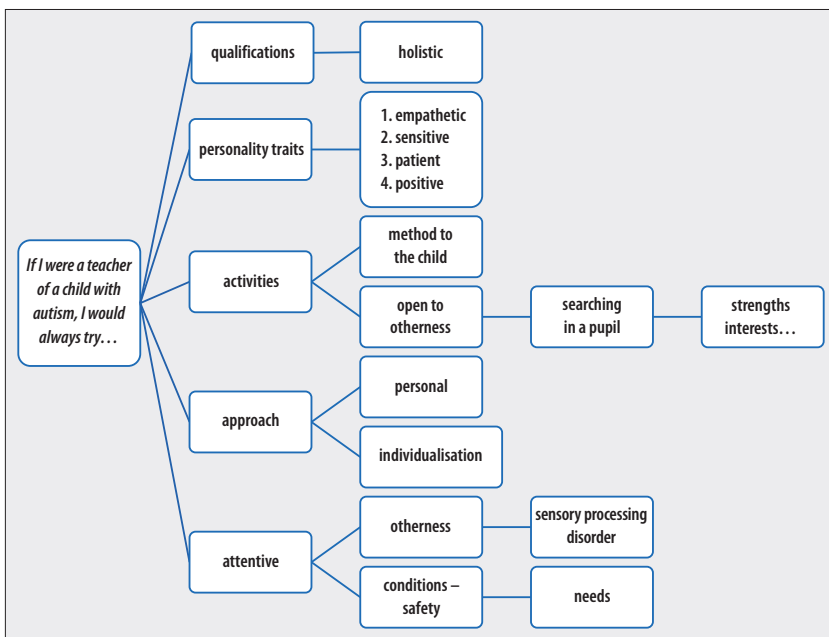 qualifications
holistic
personality traits
1. empathetic
2. sensitive
3. patient
4. positive
If I were a teacher
of a child with
autism, I would
always try…
activities
method to
the child
open to
otherness
searching
in a pupil
strengths
interests…
approach
personal
individualisation
attentive
otherness
sensory processing
disorder
conditions –
safety
needs